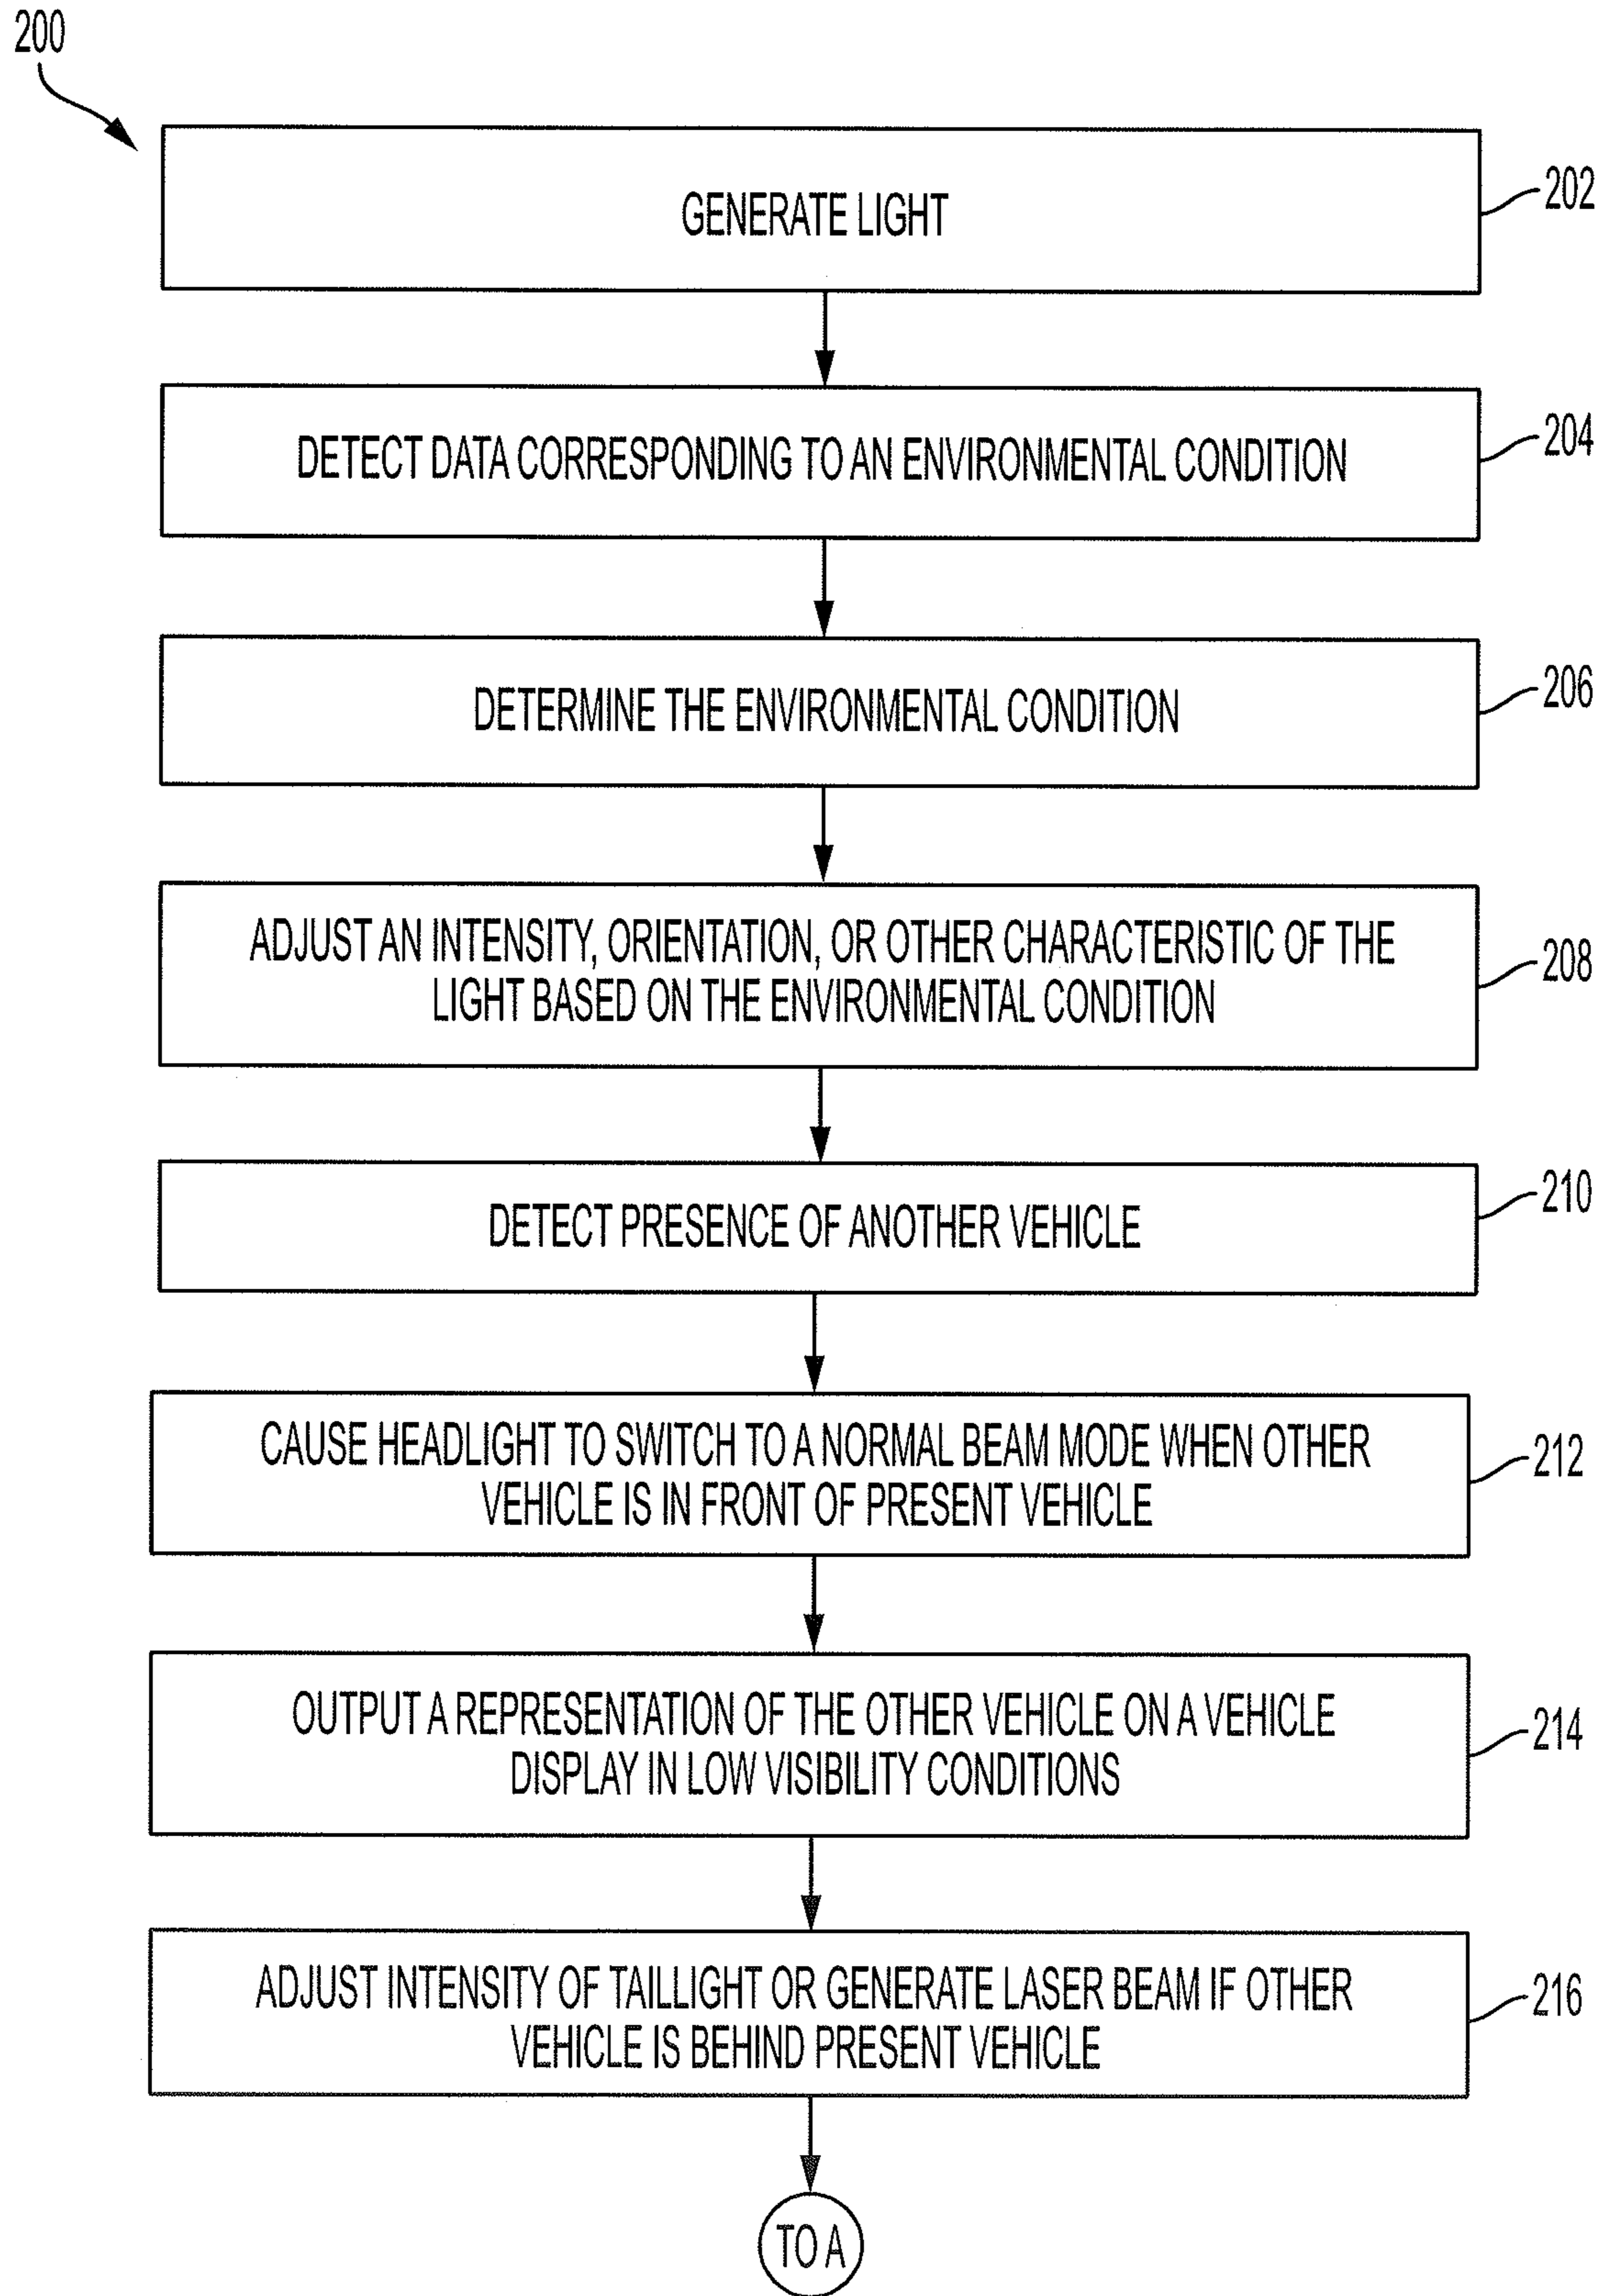 200
GENERATE LIGHT
202
DETECT DATA CORRESPONDING TO AN ENVIRONMENTAL CONDITION
204
DETERMINE THE ENVIRONMENTAL CONDITION
206
ADJUST AN INTENSITY, ORIENTATION, OR OTHER CHARACTERISTIC OF THE
LIGHT BASED ON THE ENVIRONMENTAL CONDITION
208
DETECT PRESENCE OF ANOTHER VEHICLE
210
CAUSE HEADLIGHT TO SWITCH TO A NORMAL BEAM MODE WHEN OTHER
VEHICLE IS IN FRONT OF PRESENT VEHICLE
212
OUTPUT A REPRESENTATION OF THE OTHER VEHICLE ON A VEHICLE
DISPLAY IN LOW VISIBILITY CONDITIONS
214
ADJUST INTENSITY OF TAILLIGHT OR GENERATE LASER BEAM IF OTHER
VEHICLE IS BEHIND PRESENT VEHICLE
216
TO A